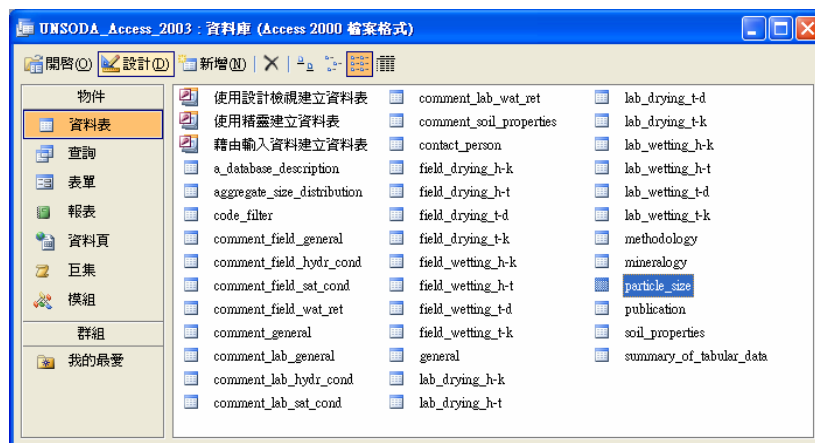 UNSODA_Access_2003 : 資料庫 (Access 2000 檔案格式)
開啓(O) 設計(D) 新增(N)
物件
資料表
查詢
表單
報表
資料頁
巨集
模組
群組
我的最愛
使用設計檢視建立資料表
使用精靈建立資料表
藉由輸入資料建立資料表
a_database_description
aggregate_size_distribution
code_filter
comment_field_general
comment_field_hydr_cond
comment_field_sat_cond
comment_field_wat_ret
comment_general
comment_lab_general
comment_lab_hydr_cond
comment_lab_sat_cond
comment_lab_wat_ret
comment_soil_properties
contact_person
field_drying_h-k
field_drying_h-t
field_drying_t-d
field_drying_t-k
field_wetting_h-k
field_wetting_h-t
field_wetting_t-d
field_wetting_t-k
general
lab_drying_h-k
lab_drying_h-t
lab_drying_t-d
lab_drying_t-k
lab_wetting_h-k
lab_wetting_h-t
lab_wetting_t-d
lab_wetting_t-k
methodology
mineralogy
particle_size
publication
soil_properties
summary_of_tabular_data